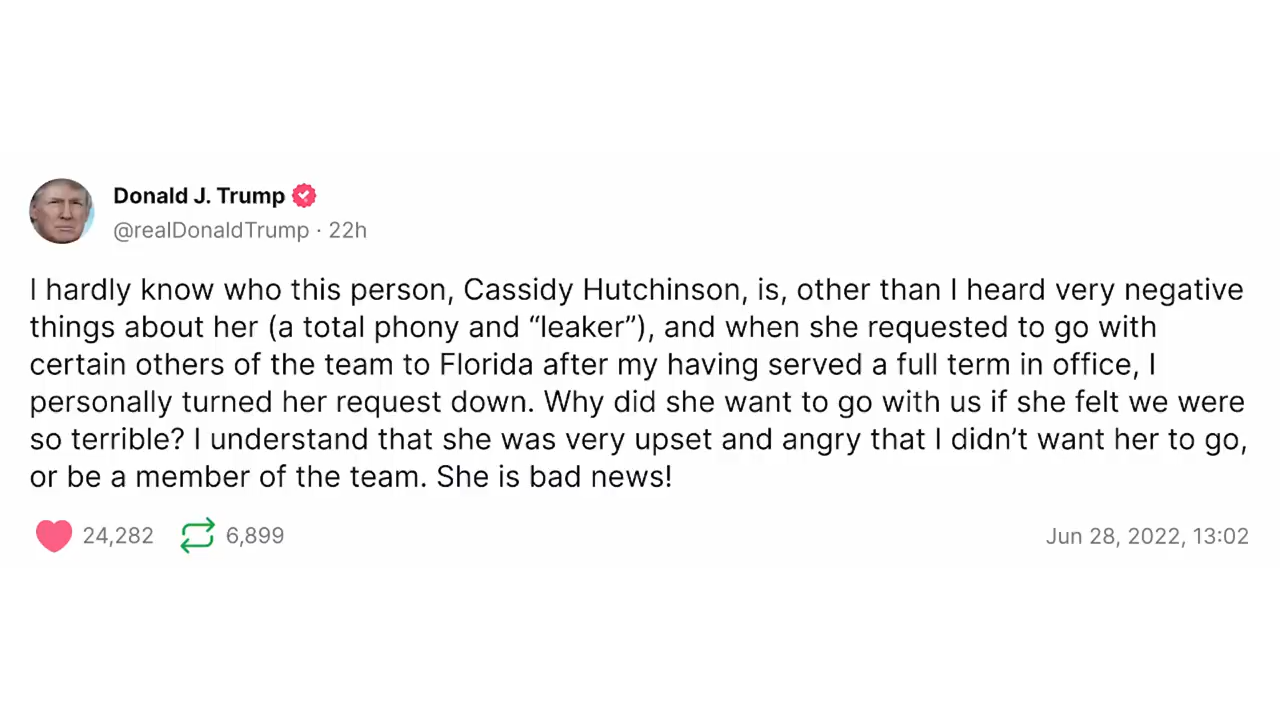 Donald J. Trump
@realDonaldTrump · 22h
I hardly know who this person, Cassidy Hutchinson, is, other than I heard very negative
things about her (a total phony and “leaker”), and when she requested to go with
certain others of the team to Florida after my having served a full term in office, I
personally turned her request down. Why did she want to go with us if she felt we were
so terrible? I understand that she was very upset and angry that I didn’t want her to go,
or be a member of the team. She is bad news!
24,282 6,899 Jun 28, 2022, 13:02